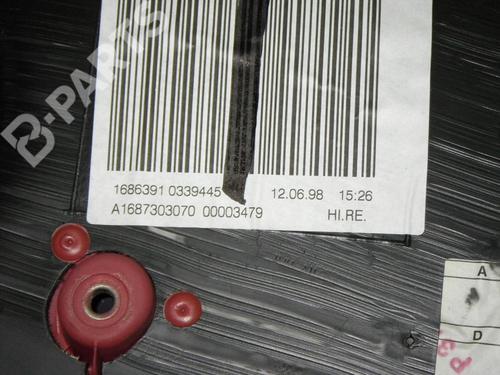 B-PARTS
1686391 0339445 12.06.98 15:26
A1687303070 00003479 HI.RE.
A
D